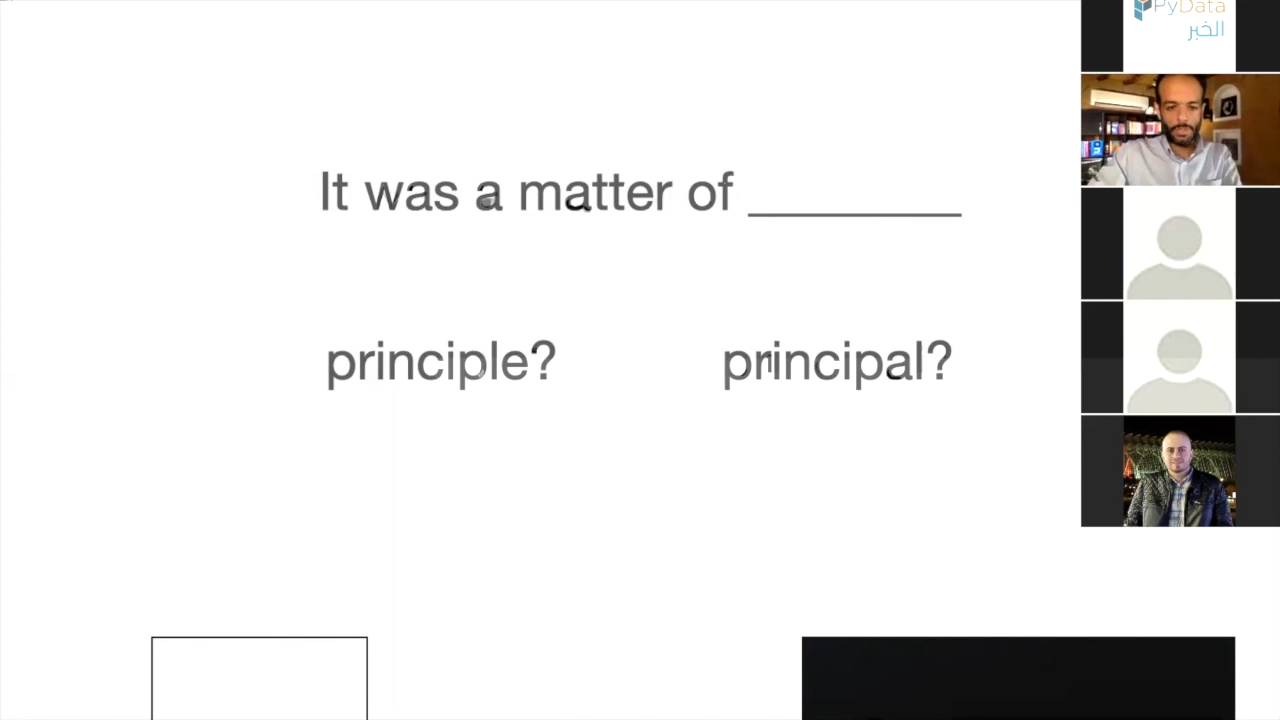 It was a matter of ________
principle? principal?
PyData
الخبر